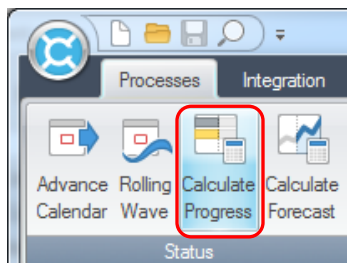 Processes Integration
Advance Rolling Calculate Calculate
Calendar Wave Progress Forecast
Status